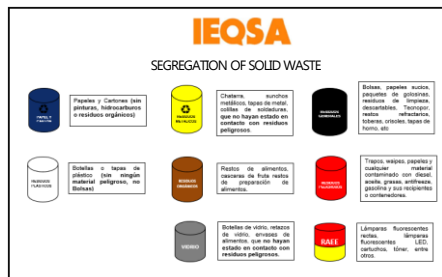 IEQSA
SEGREGATION OF SOLID WASTE
PAPEL Y CARTÓN
Papeles y Cartones (sin
pinturas, hidrocarburos
o residuos orgánicos)
RESIDUOS
METÁLICOS
Chatarra, sunchos
metálicos, tapas de metal,
colillas de soldaduras,
que no hayan estado en
contacto con residuos
peligrosos.
RESIDUOS
GENERALES
Bolsas, papeles sucios,
paquetes de golosinas,
residuos de limpieza,
descartables, Tecnopor,
restos refractarios,
toberas, crisoles, tapas de
horno, etc
RESIDUOS
PLÁSTICOS
Botellas o tapas de
plástico (sin ningún
material peligroso, no
Bolsas)
RESIDUOS
ORGÁNICOS
Restos de alimentos,
cascaras de fruta restos
de preparación de
alimentos.
RESIDUOS
PELIGROSOS
Trapos, waipes, papeles y
cualquier material
contaminado con diesel,
aceite, grasas, antifreeze,
gasolina y sus recipientes
o contenedores.
VIDRIO
Botellas de vidrio, retazos
de vidrio, envases de
alimentos, que no hayan
estado en contacto con
residuos peligrosos.
RAEE
Lámparas fluorescentes
rectas, lámparas
fluorescentes LED,
cartuchos, tóner, entre
otros.